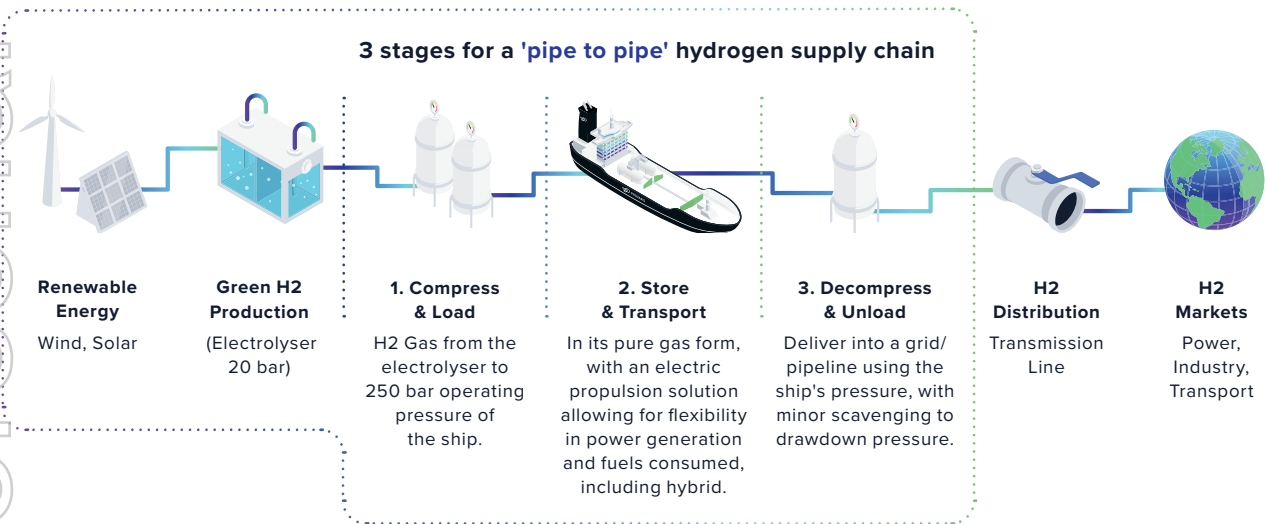 3 stages for a 'pipe to pipe' hydrogen supply chain
Renewable
Energy
Wind, Solar
Green H2
Production
(Electrolyser
20 bar)
1. Compress
& Load
H2 Gas from the
electrolyser to
250 bar operating
pressure of
the ship.
2. Store
& Transport
In its pure gas form,
with an electric
propulsion solution
allowing for flexibility
in power generation
and fuels consumed,
including hybrid.
3. Decompress
& Unload
Deliver into a grid/
pipeline using the
ship's pressure, with
minor scavenging to
drawdown pressure.
H2
Distribution
Transmission
Line
H2
Markets
Power,
Industry,
Transport